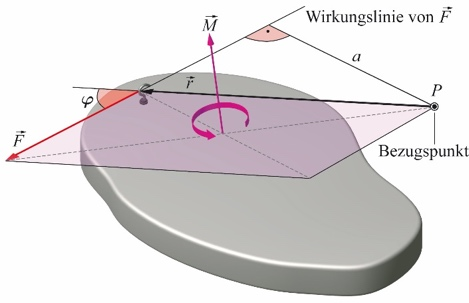 Wirkungslinie von F⃗
M⃗
a
r⃗
P
φ
F⃗
Bezugspunkt